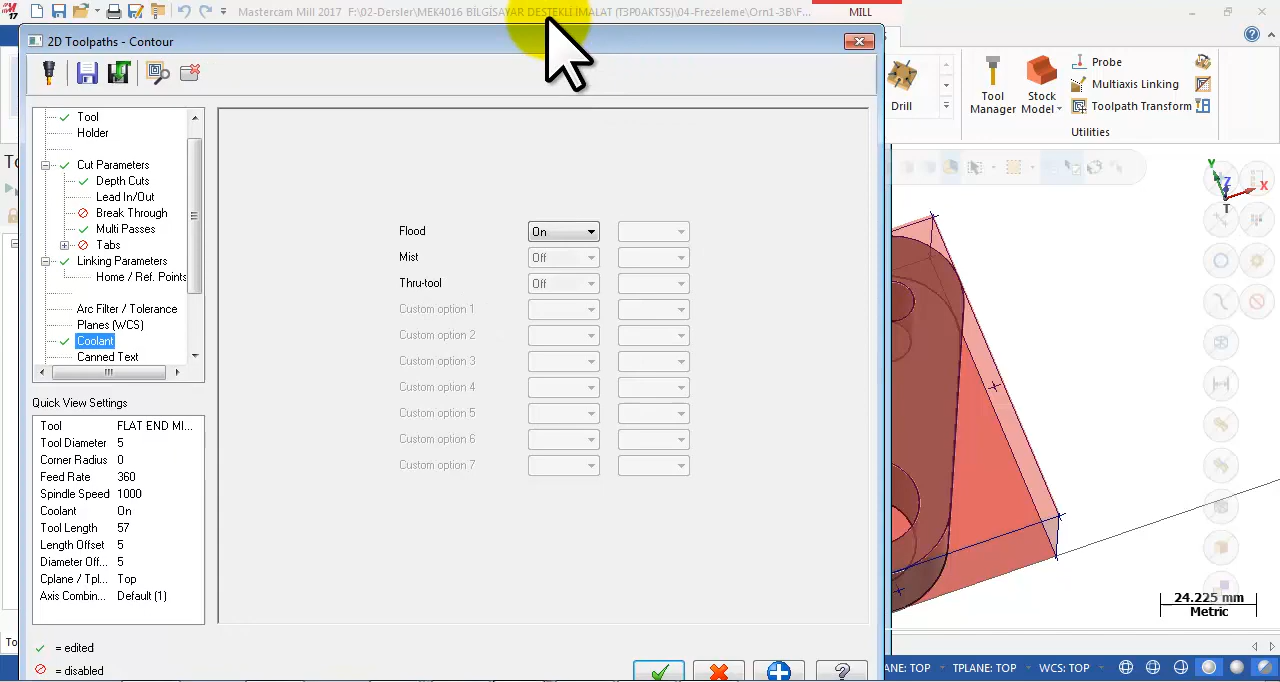 Mastercam Mill 2017 F:\02-Dersler\MEK4016 BİLGİSAYAR DESTEKLİ İMALAT (T3P0AKTS5)\04-Frezeleme\Orn1-3B\F...
MILL
2D Toolpaths - Contour
Drill
Tool Manager
Stock Model
Probe
Multiaxis Linking
Toolpath Transform
Utilities
Tool
Holder
Cut Parameters
Depth Cuts
Lead In/Out
Break Through
Multi Passes
Tabs
Linking Parameters
Home / Ref. Points
Arc Filter / Tolerance
Planes (WCS)
Coolant
Canned Text
Flood On
Mist Off
Thru-tool Off
Custom option 1
Custom option 2
Custom option 3
Custom option 4
Custom option 5
Custom option 6
Custom option 7
Quick View Settings
Tool FLAT END MI...
Tool Diameter 5
Corner Radius 0
Feed Rate 360
Spindle Speed 1000
Coolant On
Tool Length 57
Length Offset 5
Diameter Off... 5
Cplane / Tpl... Top
Axis Combin... Default (1)
= edited
= disabled
Y
Z
X
T
24.225 mm
Metric
ANE: TOP TPLANE: TOP WCS: TOP